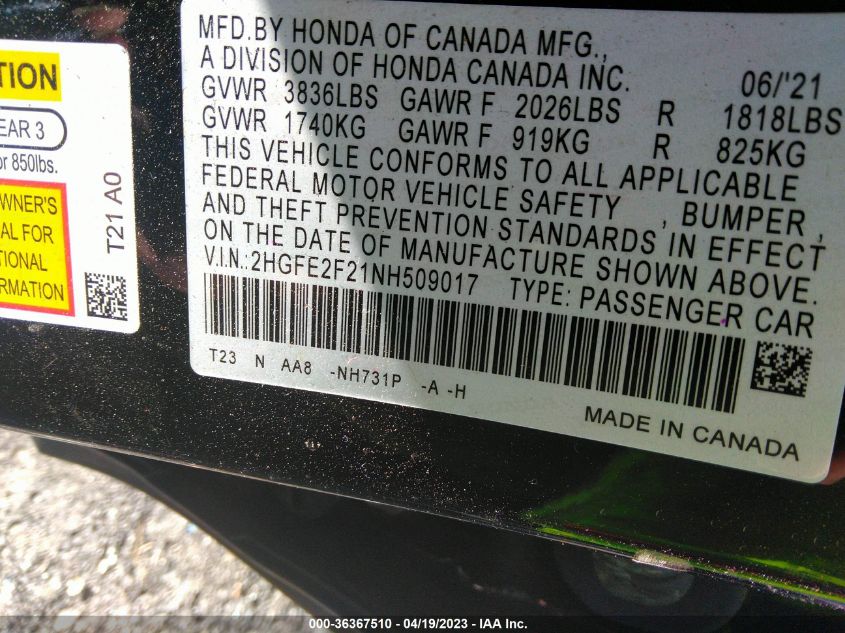 TION
EAR 3
or 850lbs.
WNER'S
AL FOR
TIONAL
ORMATION
T21 A0
MFD.BY HONDA OF CANADA MFG.,
A DIVISION OF HONDA CANADA INC. 06/'21
GVWR 3836LBS GAWR F 2026LBS R 1818LBS
GVWR 1740KG GAWR F 919KG R 825KG
THIS VEHICLE CONFORMS TO ALL APPLICABLE
FEDERAL MOTOR VEHICLE SAFETY , BUMPER ,
AND THEFT PREVENTION STANDARDS IN EFFECT
ON THE DATE OF MANUFACTURE SHOWN ABOVE.
V.I.N.:2HGFE2F21NH509017 TYPE: PASSENGER CAR
T23 N AA8 -NH731P -A -H
MADE IN CANADA
000-36367510 - 04/19/2023 - IAA Inc.